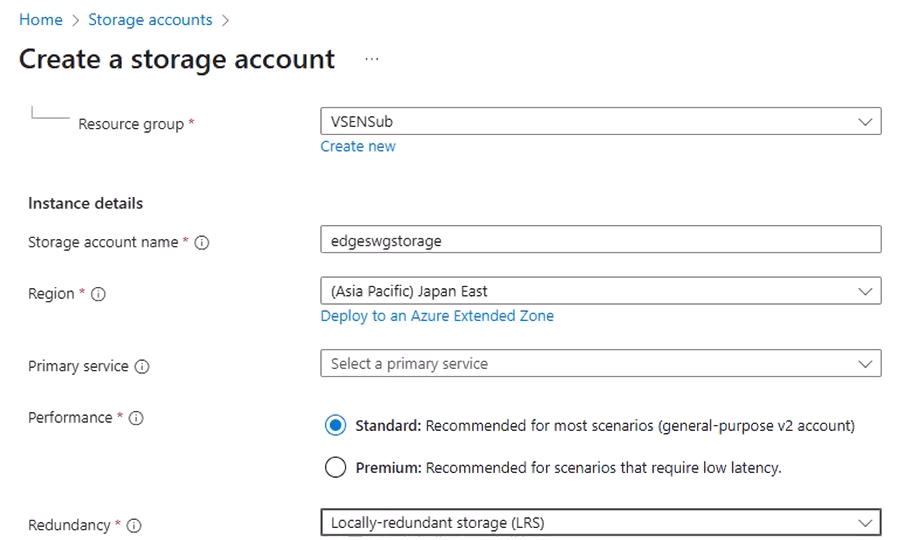 Home > Storage accounts >
Create a storage account ...
Resource group * VSENSub
Create new
Instance details
Storage account name * edgeswgstorage
Region * (Asia Pacific) Japan East
Deploy to an Azure Extended Zone
Primary service Select a primary service
Performance * Standard: Recommended for most scenarios (general-purpose v2 account)
Premium: Recommended for scenarios that require low latency.
Redundancy * Locally-redundant storage (LRS)